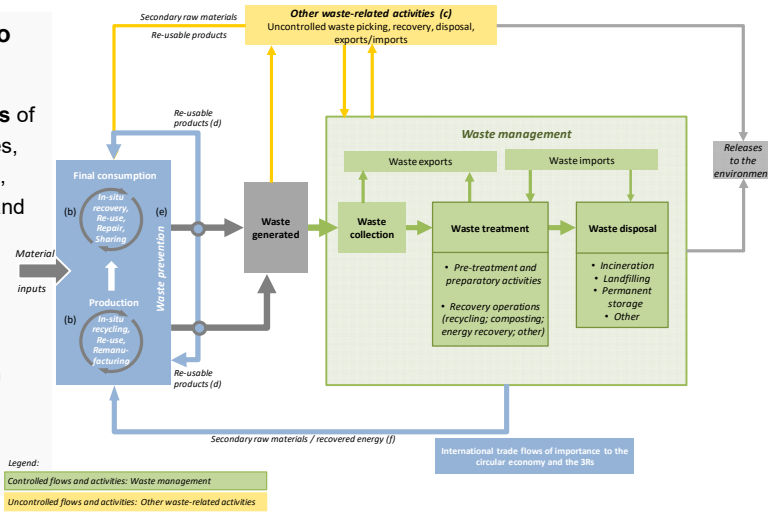 o
s of
es,
,
nd
Secondary raw materials
Re-usable products
Other waste-related activities (c)
Uncontrolled waste picking, recovery, disposal,
exports/imports
Re-usable
products (d)
Waste management
Waste exports
Waste imports
Releases
to the
environmen
Final consumption
(b)
In-situ
recovery,
Re-use,
Repair,
Sharing
(e)
Waste prevention
Waste
generated
Waste
collection
Waste treatment
• Pre-treatment and
preparatory activities
• Recovery operations
(recycling; composting;
energy recovery; other)
Waste disposal
• Incineration
• Landfilling
• Permanent
storage
• Other
Material
inputs
Production
(b)
In-situ
recycling,
Re-use,
Remanu-
facturing
Re-usable
products (d)
Secondary raw materials / recovered energy (f)
International trade flows of importance to the
circular economy and the 3Rs
Legend:
Controlled flows and activities: Waste management
Uncontrolled flows and activities: Other waste-related activities